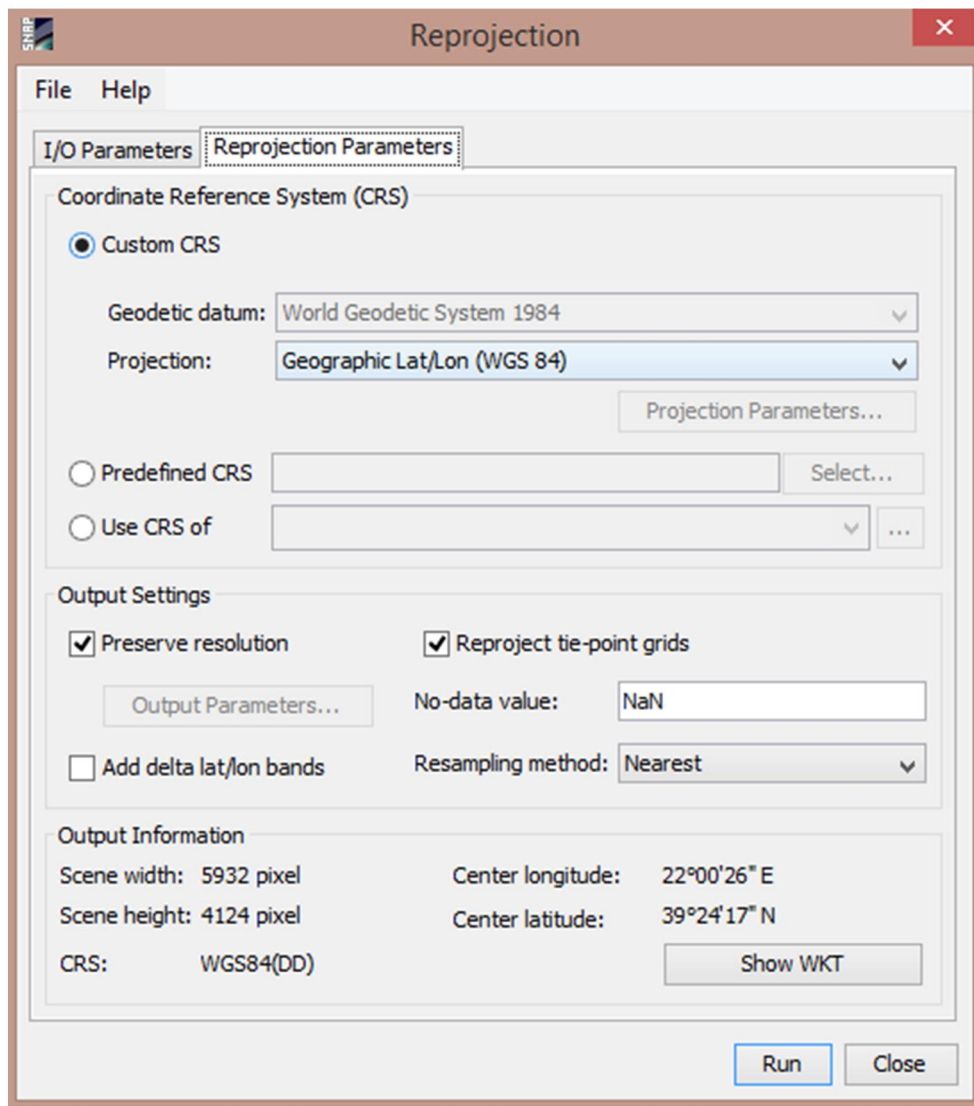 SNAP
Reprojection
File Help
I/O Parameters Reprojection Parameters
Coordinate Reference System (CRS)
Custom CRS
Geodetic datum: World Geodetic System 1984
Projection: Geographic Lat/Lon (WGS 84)
Projection Parameters...
Predefined CRS Select...
Use CRS of ...
Output Settings
Preserve resolution Reproject tie-point grids
Output Parameters... No-data value: NaN
Add delta lat/lon bands Resampling method: Nearest
Output Information
Scene width: 5932 pixel Center longitude: 22°00'26" E
Scene height: 4124 pixel Center latitude: 39°24'17" N
CRS: WGS84(DD) Show WKT
Run Close